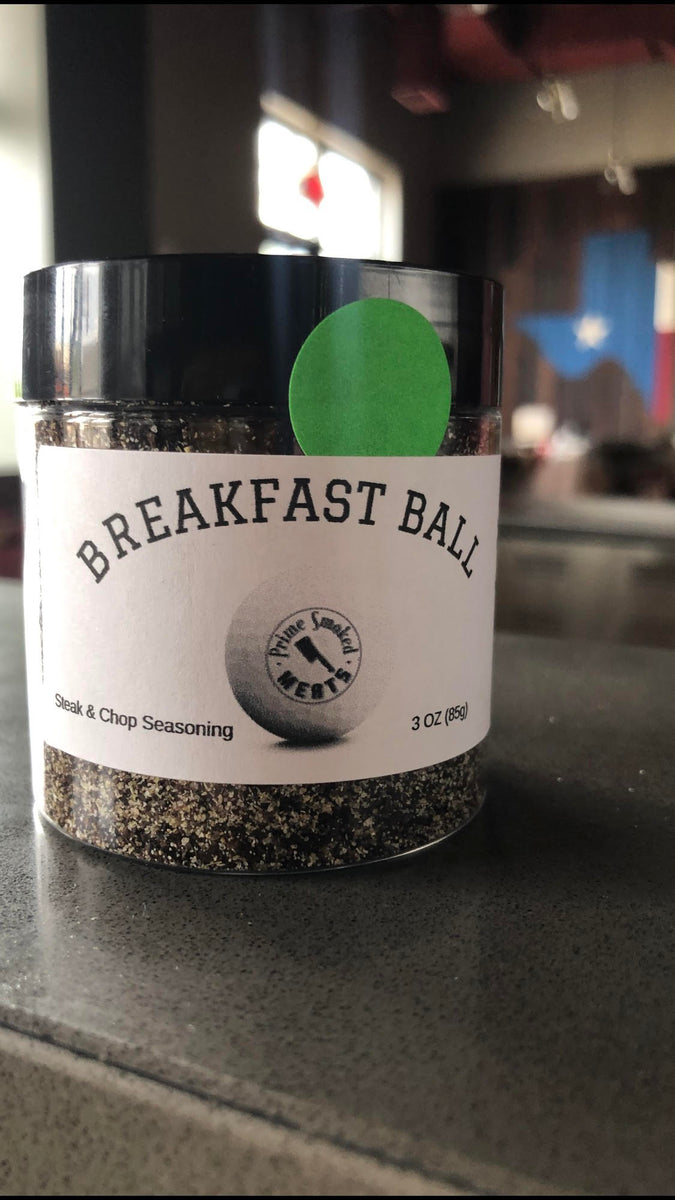 BREAKFAST BALL
Prime Smoked
MEATS
Steak & Chop Seasoning
3 OZ (85g)